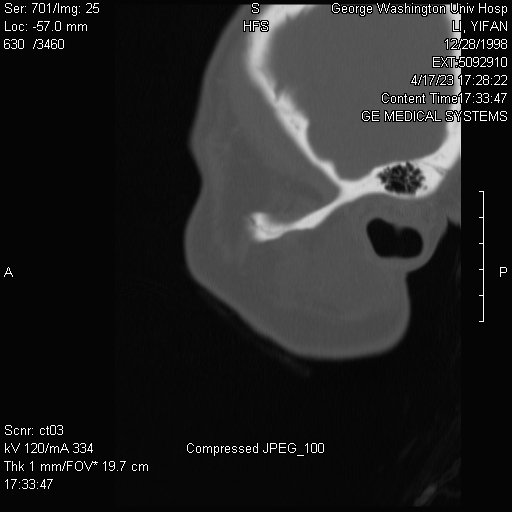 Ser: 701/Img: 25
Loc: -57.0 mm
630 /3460
S
HFS
George Washington Univ Hosp
LI, YIFAN
12/28/1998
EXT-5092910
4/17/23 17:28:22
Content Time17:33:47
GE MEDICAL SYSTEMS
A
P
Scnr: ct03
kV 120/mA 334
Thk 1 mm/FOV* 19.7 cm
17:33:47
Compressed JPEG_100